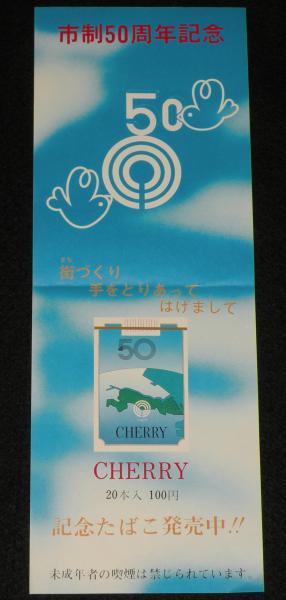 市制50周年記念
50
まち
街づくり
手をとりあって
はげまして
50
CHERRY
CHERRY
20本入 100円
記念たばこ発売中!!
未成年者の喫煙は禁じられています。